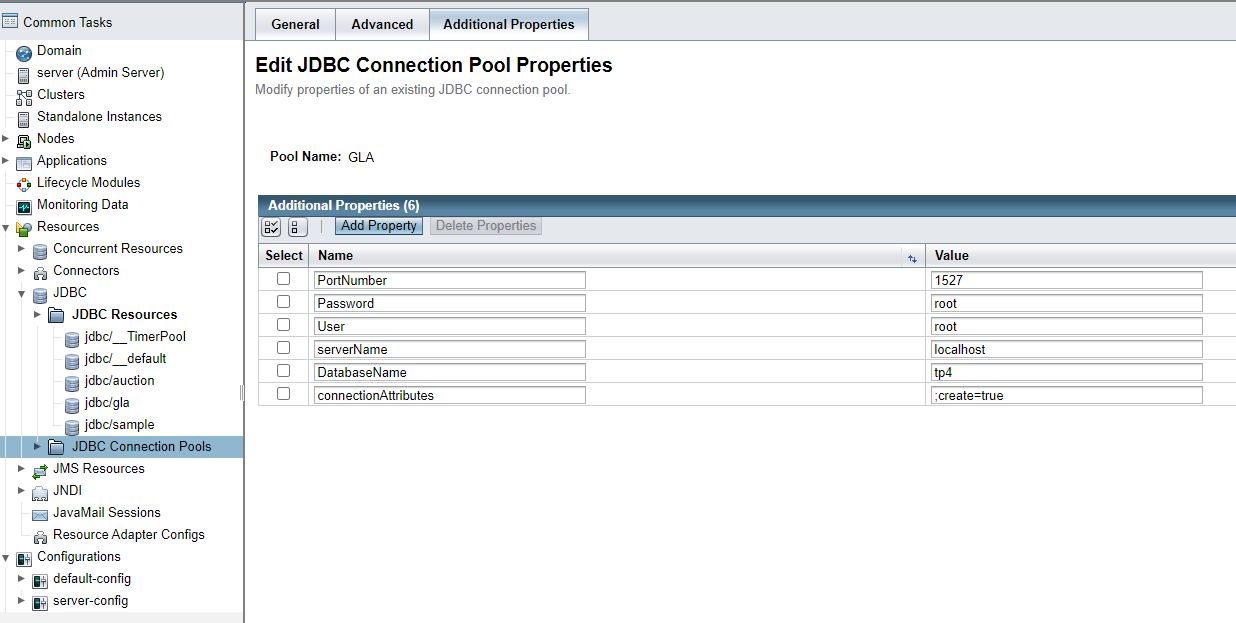 Common Tasks
Domain
server (Admin Server)
Clusters
Standalone Instances
Nodes
Applications
Lifecycle Modules
Monitoring Data
Resources
Concurrent Resources
Connectors
JDBC
JDBC Resources
jdbc/__TimerPool
jdbc/__default
jdbc/auction
jdbc/gla
jdbc/sample
JDBC Connection Pools
JMS Resources
JNDI
JavaMail Sessions
Resource Adapter Configs
Configurations
default-config
server-config
General Advanced Additional Properties
Edit JDBC Connection Pool Properties
Modify properties of an existing JDBC connection pool.
Pool Name: GLA
Additional Properties (6)
Add Property Delete Properties
Select Name Value
PortNumber 1527
Password root
User root
serverName localhost
DatabaseName tp4
connectionAttributes ;create=true